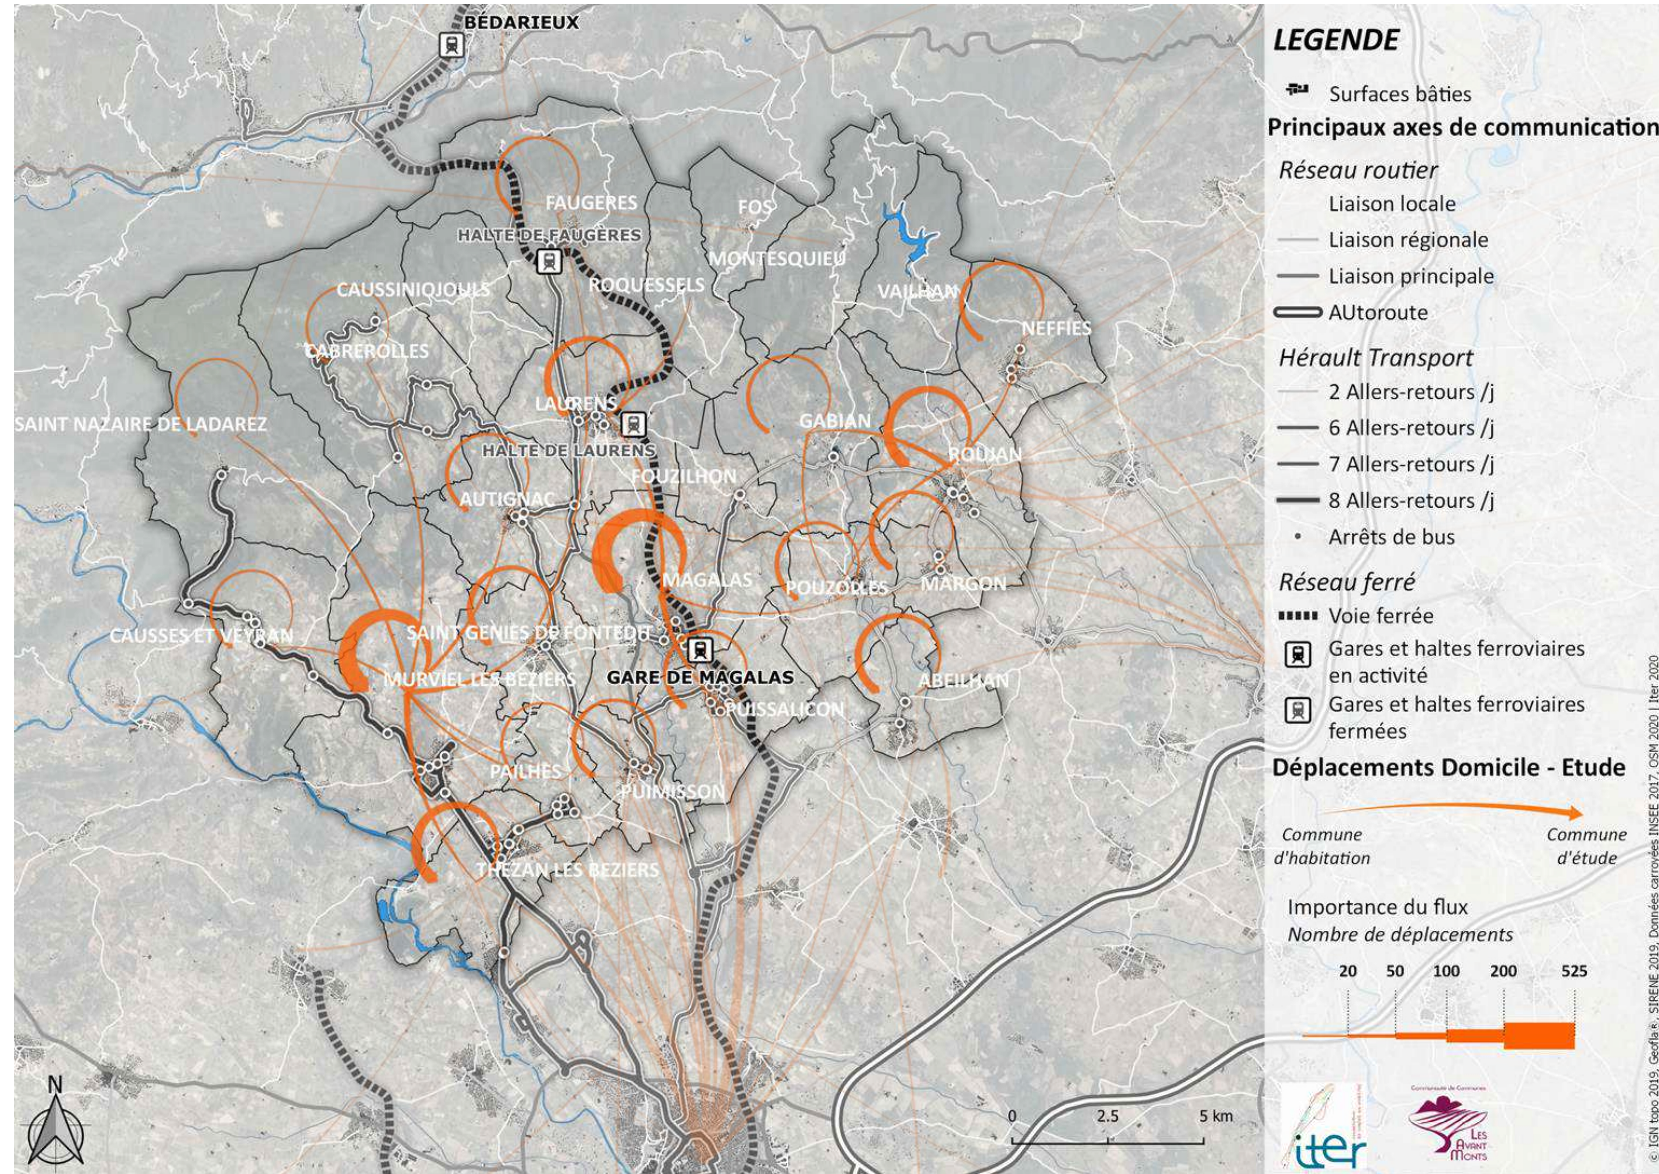 BÉDARIEUX
FAUGERES
FOS
HALTE DE FAUGÈRES
MONTESQUIEU
ROQUESSELS
CAUSSINIOJOULS
VAILHAN
NEFFIES
CABREROLLES
LAURENS
SAINT NAZAIRE DE LADAREZ
GABIAN
HALTE DE LAURENS
ROUJAN
FOUZILHON
AUTIGNAC
MAGALAS
POUZOLLES
MARGON
CAUSSES ET VEYRAN
SAINT GENIES DE FONTEDIT
MURVIEL LES BEZIERS
GARE DE MAGALAS
ABEILHAN
PUISSALICON
PAILHES
PUIMISSON
THEZAN LES BEZIERS
N
0 2.5 5 km
LEGENDE
Surfaces bâties
Principaux axes de communication
Réseau routier
Liaison locale
Liaison régionale
Liaison principale
AUtoroute
Hérault Transport
2 Allers-retours /j
6 Allers-retours /j
7 Allers-retours /j
8 Allers-retours /j
Arrêts de bus
Réseau ferré
Voie ferrée
Gares et haltes ferroviaires
en activité
Gares et haltes ferroviaires
fermées
Déplacements Domicile - Etude
Commune
d'habitation
Commune
d'étude
Importance du flux
Nombre de déplacements
20 50 100 200 525
iter
Communauté de Communes
LES
AVANT
MONTS
© IGN topo 2019, Geofla®, SIRENE 2019, Données carroyées INSEE 2017, OSM 2020 | Iter 2020